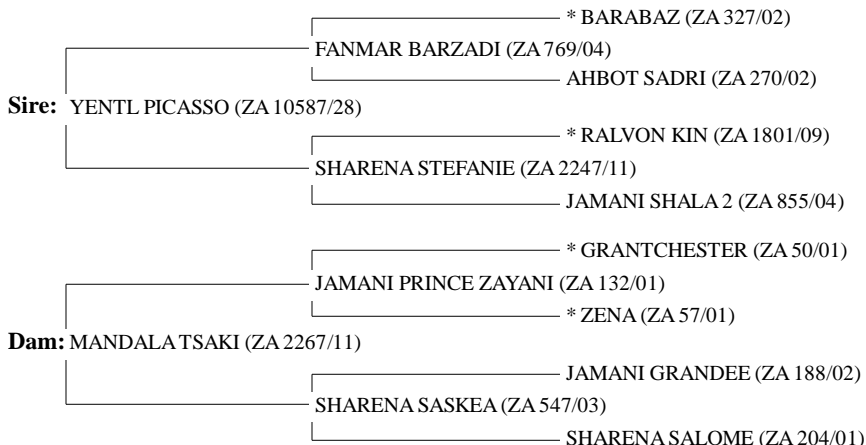 * BARABAZ (ZA 327/02)
FANMAR BARZADI (ZA 769/04)
AHBOT SADRI (ZA 270/02)
Sire: YENTL PICASSO (ZA 10587/28)
* RALVON KIN (ZA 1801/09)
SHARENA STEFANIE (ZA 2247/11)
JAMANI SHALA 2 (ZA 855/04)
* GRANTCHESTER (ZA 50/01)
JAMANI PRINCE ZAYANI (ZA 132/01)
* ZENA (ZA 57/01)
Dam: MANDALA TSAKI (ZA 2267/11)
JAMANI GRANDEE (ZA 188/02)
SHARENA SASKEA (ZA 547/03)
SHARENA SALOME (ZA 204/01)